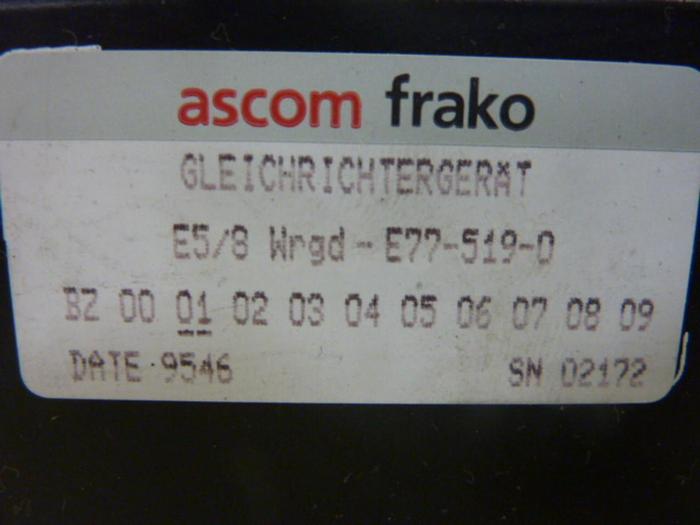 ascom frako
GLEICHRICHTERGERÄT
E5/8 Wrgd - E77-519-0
BZ 00 01 02 03 04 05 06 07 08 09
DATE 9546 SN 02172